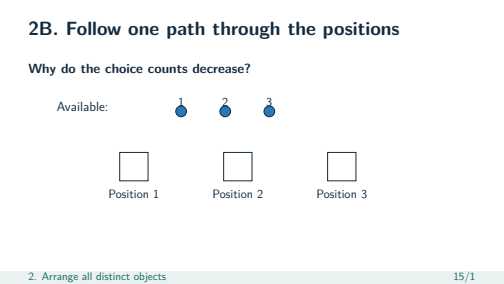 2B. Follow one path through the positions
Why do the choice counts decrease?
Available: 1 2 3
Position 1 Position 2 Position 3
2. Arrange all distinct objects 15/1